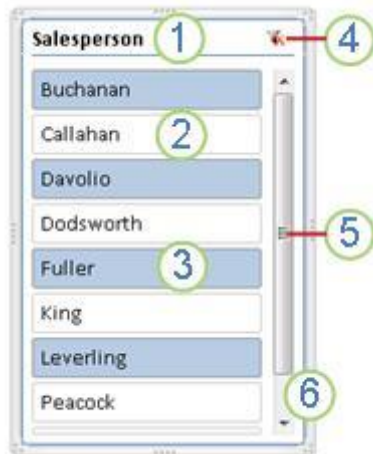 Salesperson 1 4
Buchanan
Callahan 2
Davolio
Dodsworth 5
Fuller 3
King
Leverling
Peacock 6